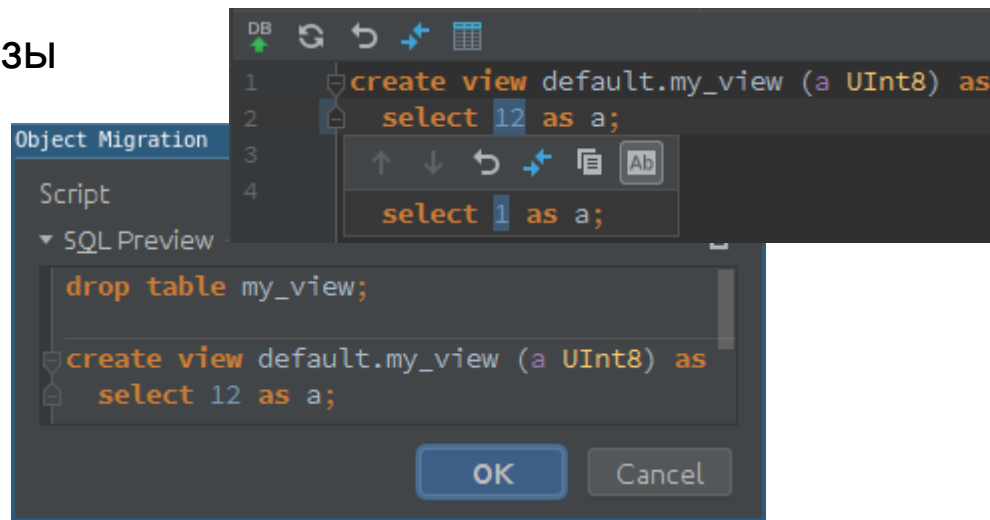 зы
DB
1 create view default.my_view (a UInt8) as
2 select 12 as a;
3
4
Ab
select 1 as a;
Object Migration
Script
SQL Preview
drop table my_view;
create view default.my_view (a UInt8) as
select 12 as a;
OK Cancel